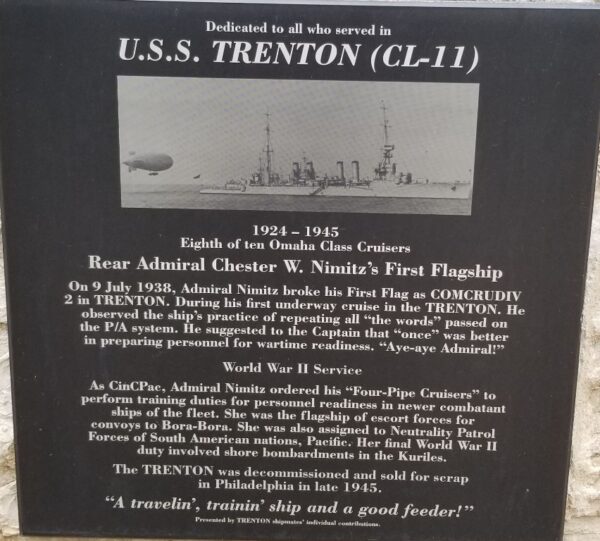 Dedicated to all who served in
U.S.S. TRENTON (CL-11)
1924 – 1945
Eighth of ten Omaha Class Cruisers
Rear Admiral Chester W. Nimitz's First Flagship
On 9 July 1938, Admiral Nimitz broke his First Flag as COMCRUDIV
2 in TRENTON. During his first underway cruise in the TRENTON. He
observed the ship's practice of repeating all “the words” passed on
the P/A system. He suggested to the Captain that “once” was better
in preparing personnel for wartime readiness. “Aye-aye Admiral!”
World War II Service
As CinCPac, Admiral Nimitz ordered his “Four-Pipe Cruisers” to
perform training duties for personnel readiness in newer combatant
ships of the fleet. She was the flagship of escort forces for
convoys to Bora-Bora. She was also assigned to Neutrality Patrol
Forces of South American nations, Pacific. Her final World War II
duty involved shore bombardments in the Kuriles.
The TRENTON was decommissioned and sold for scrap
in Philadelphia in late 1945.
“A travelin', trainin' ship and a good feeder!”
Presented by TRENTON shipmates' individual contributions.